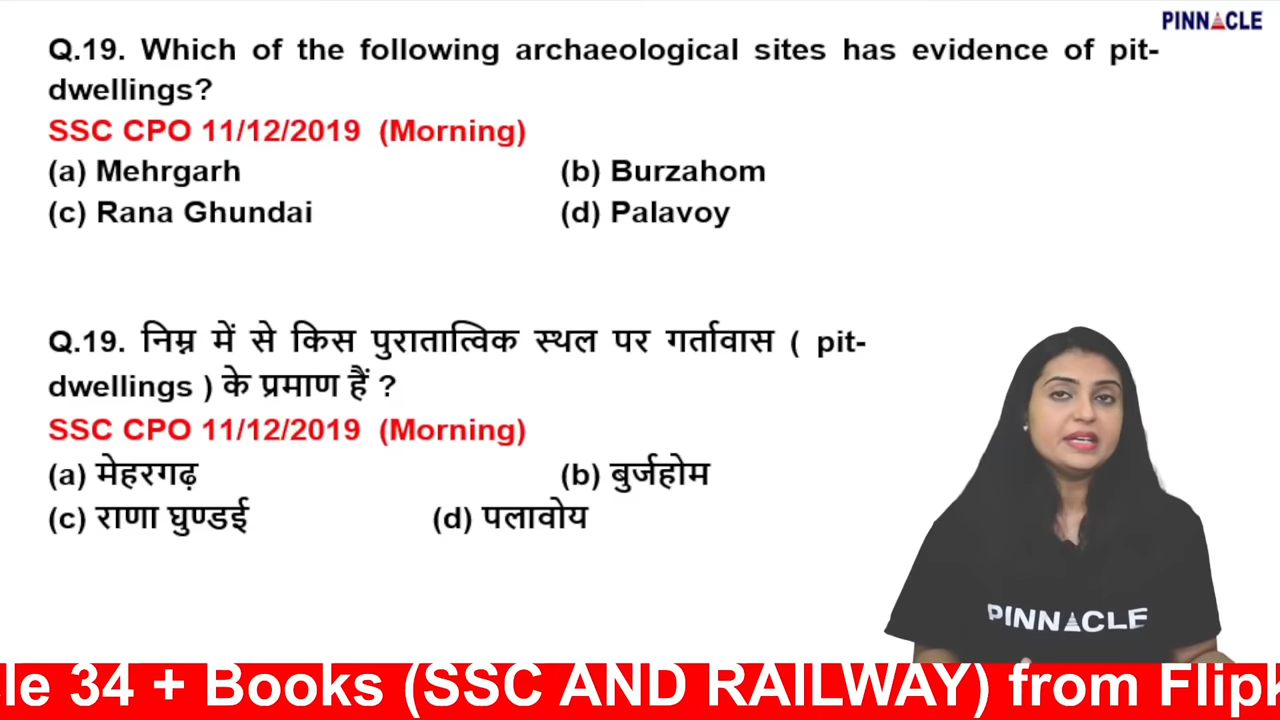 PINNACLE
Q.19. Which of the following archaeological sites has evidence of pit-
dwellings?
SSC CPO 11/12/2019 (Morning)
(a) Mehrgarh (b) Burzahom
(c) Rana Ghundai (d) Palavoy
Q.19. निम्न में से किस पुरातात्विक स्थल पर गर्तावास ( pit-
dwellings ) के प्रमाण हैं ?
SSC CPO 11/12/2019 (Morning)
(a) मेहरगढ़ (b) बुर्जहोम
(c) राणा घुण्डई (d) पलावोय
PINNACLE
le 34 + Books (SSC AND RAILWAY) from Flipk